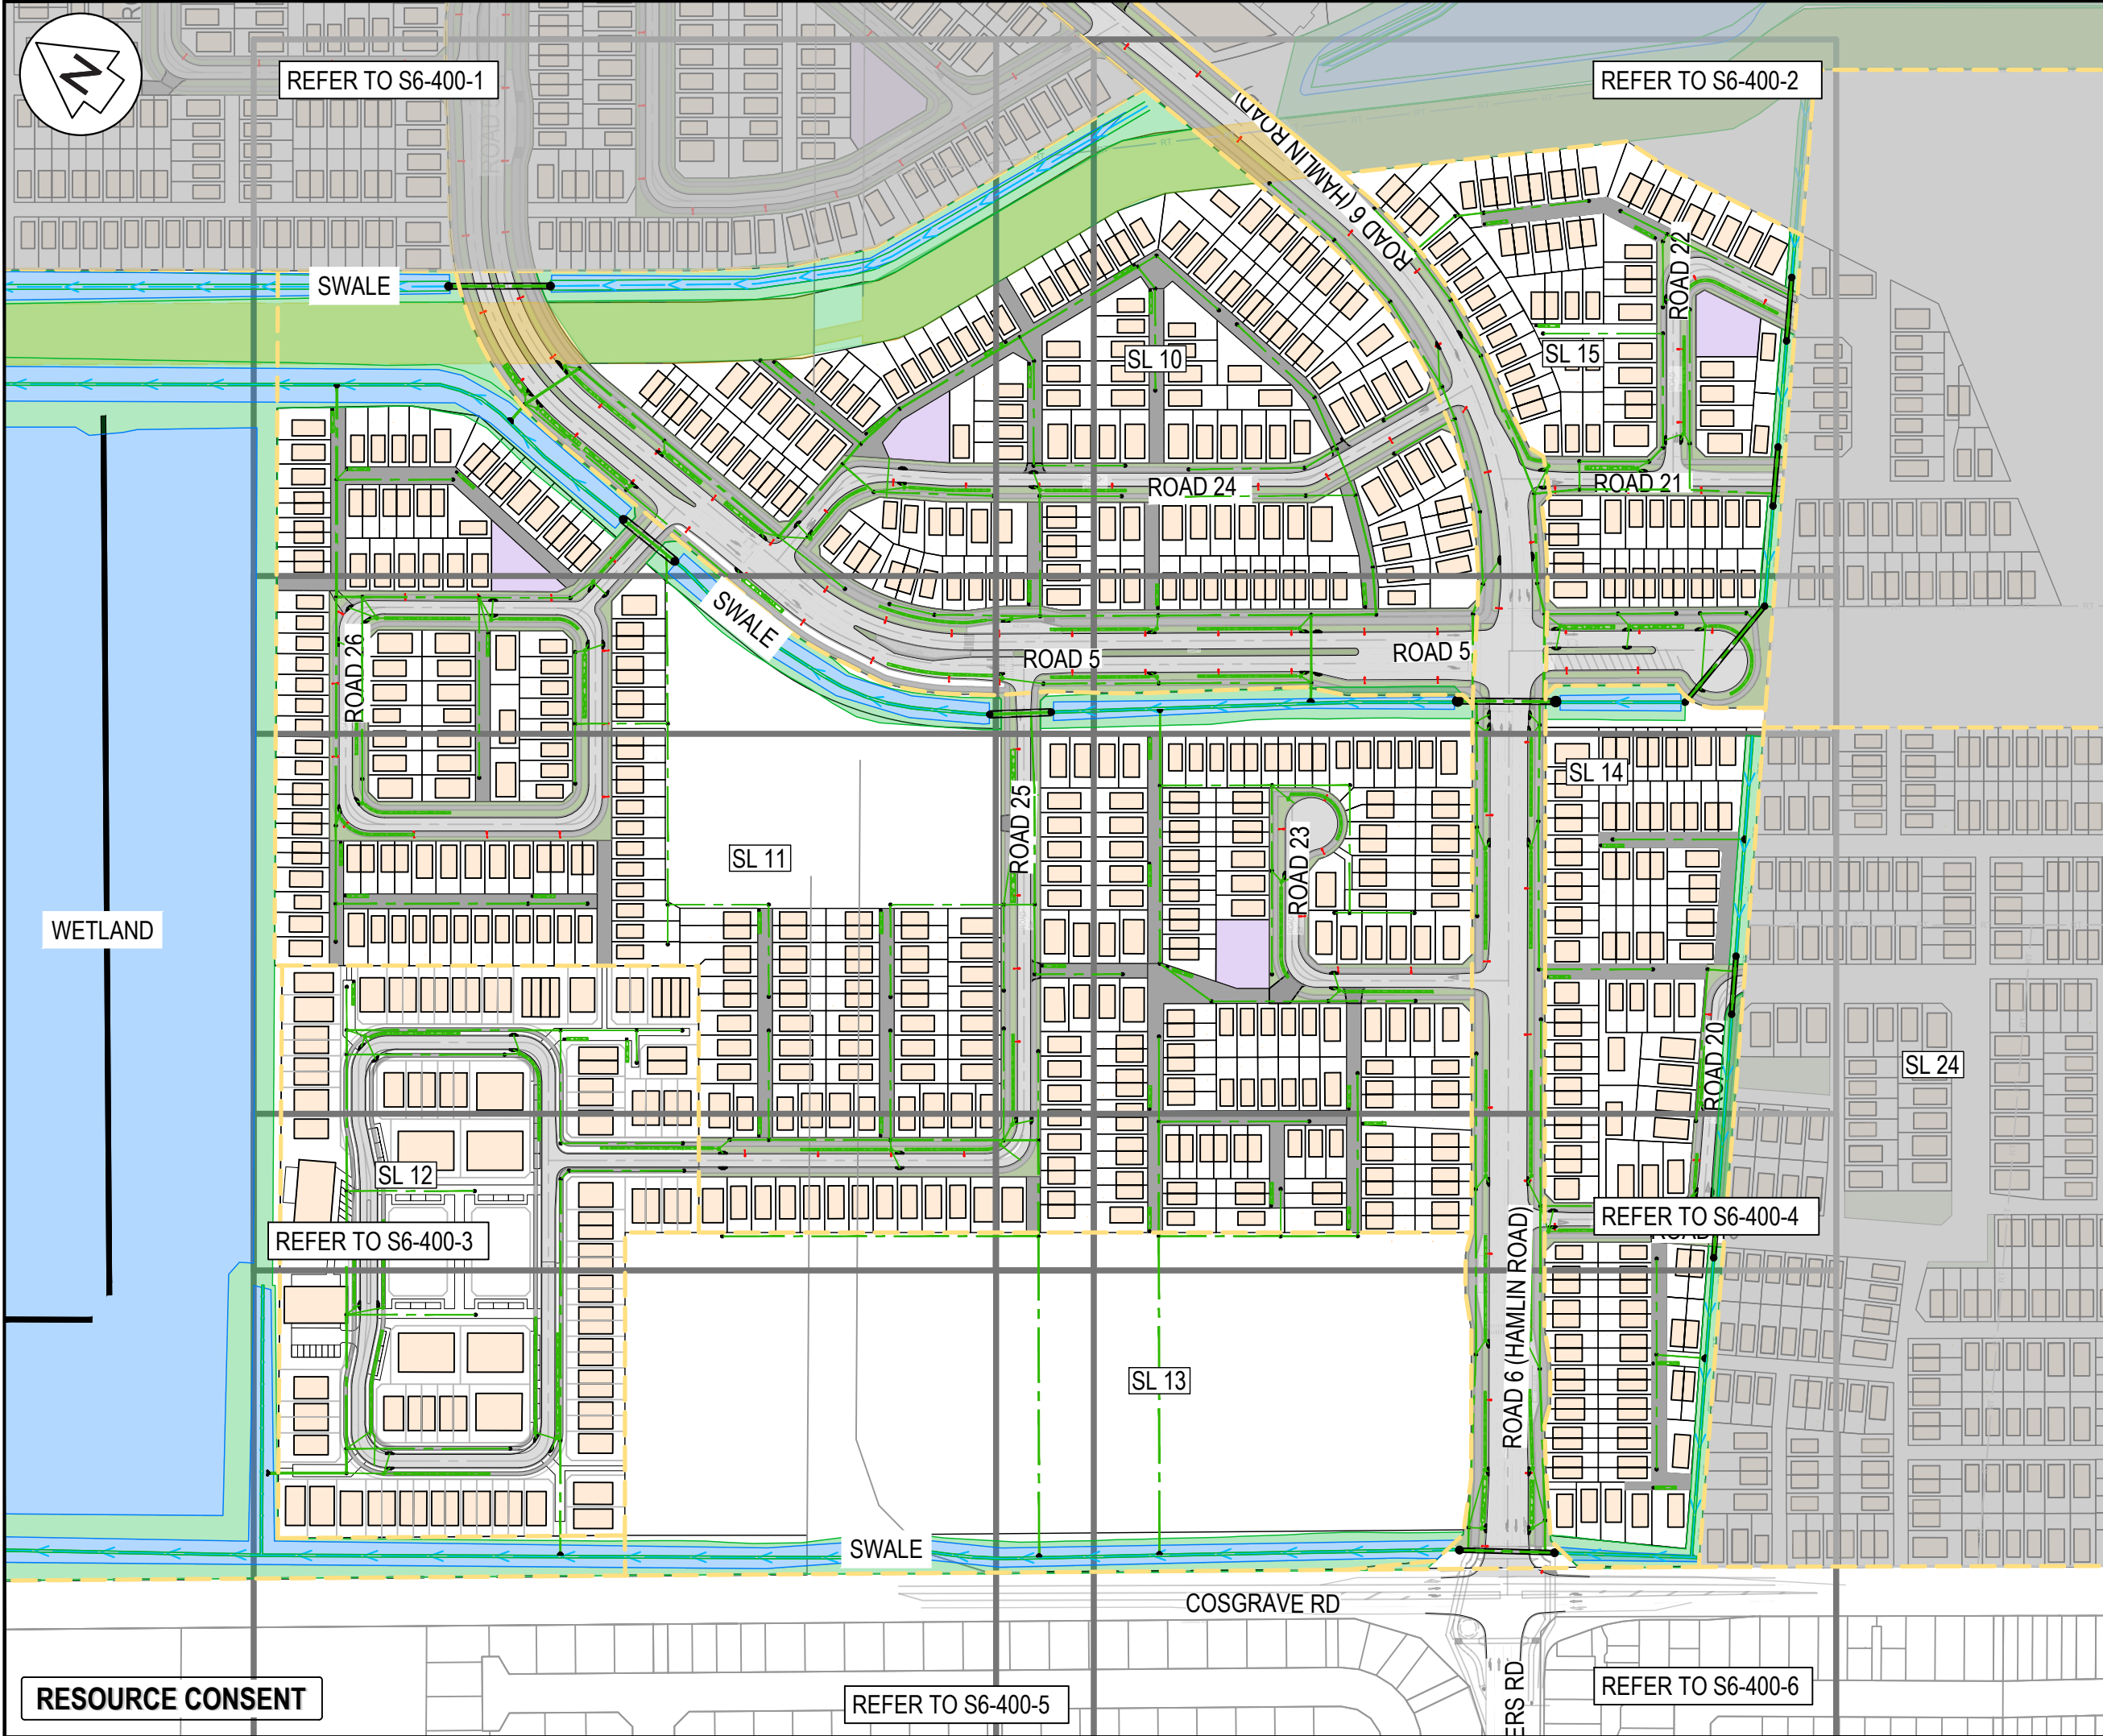 N
REFER TO S6-400-1
REFER TO S6-400-2
ROAD
ROAD 6 (HAMLIN ROAD)
SWALE
ROAD 22
SL 10
SL 15
ROAD 24
ROAD 21
SWALE
ROAD 26
ROAD 5
ROAD 5
SL 14
ROAD 25
SL 11
ROAD 23
WETLAND
ROAD 20
SL 24
SL 12
REFER TO S6-400-3
REFER TO S6-400-4
ROAD 6 (HAMLIN ROAD)
SL 13
SWALE
COSGRAVE RD
ERS RD
RESOURCE CONSENT
REFER TO S6-400-5
REFER TO S6-400-6